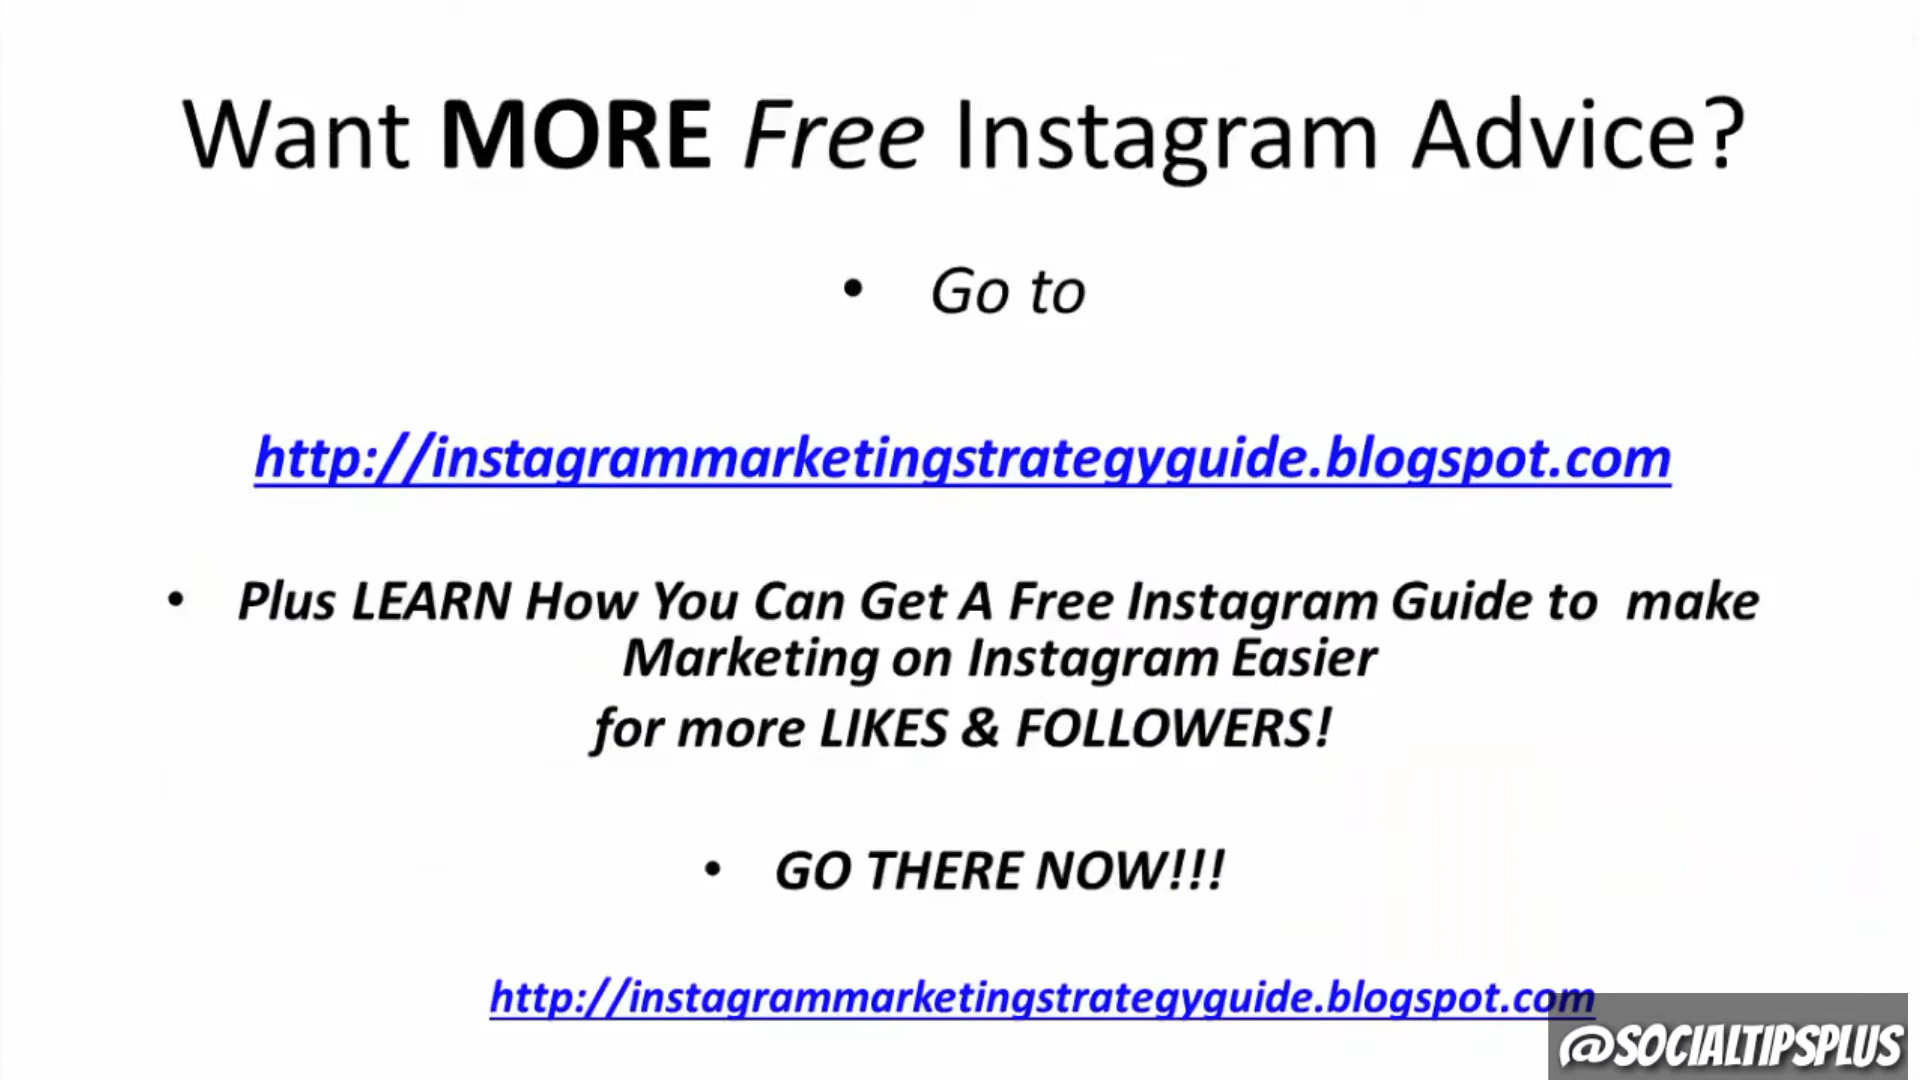 Want MORE Free Instagram Advice?
• Go to
http://instagrammarketingstrategyguide.blogspot.com
• Plus LEARN How You Can Get A Free Instagram Guide to  make
Marketing on Instagram Easier
for more LIKES & FOLLOWERS!
• GO THERE NOW!!!
http://instagrammarketingstrategyguide.blogspot.com
@SOCIALTIPSPLUS